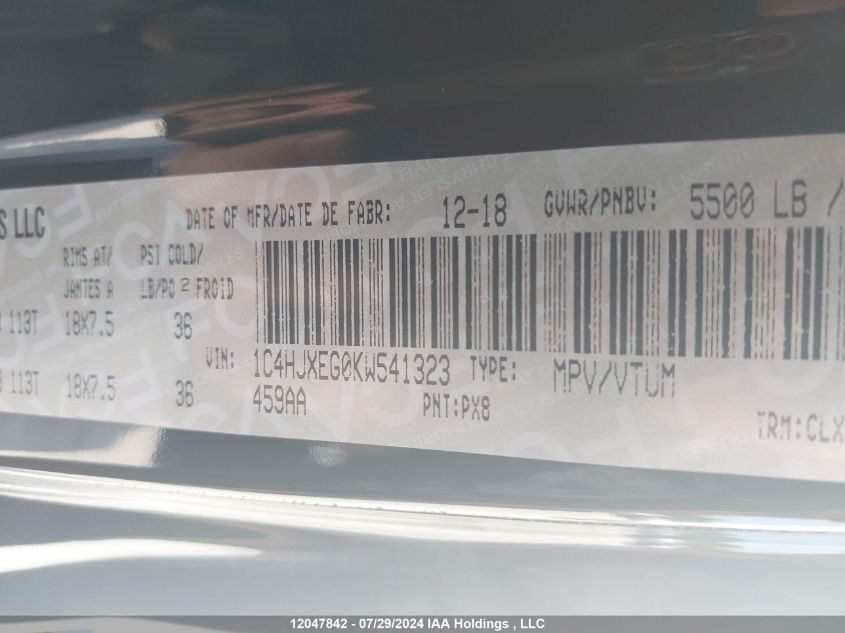 S LLC
DATE OF MFR/DATE DE FABR: 12-18 GVWR/PNBV: 5500 LB /
RIMS AT/ PSI COLD/
JANTES A LB/PO 2 FROID
113T 18X7.5 36
VIN: 1C4HJXEG0KW541323 TYPE: MPV/VTUM
113T 18X7.5 36 459AA PNT:PX8
TRM:CLX
12047842 - 07/29/2024 IAA Holdings , LLC